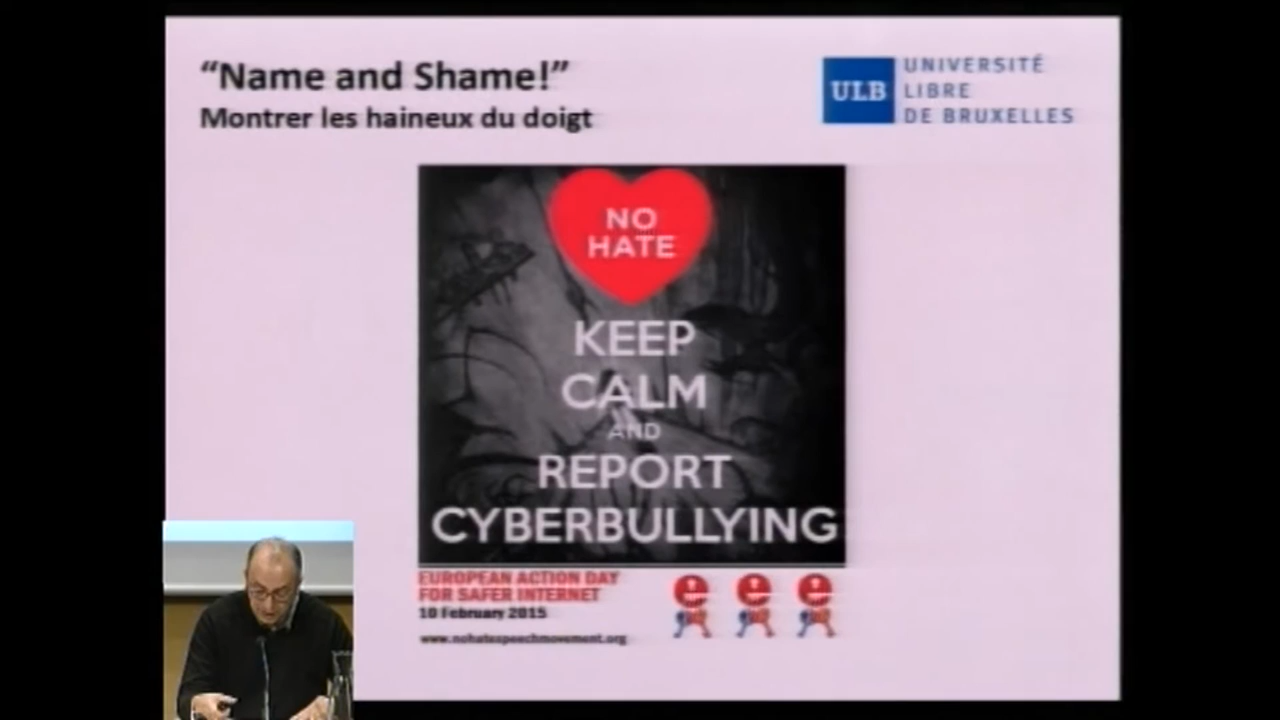 “Name and Shame!”
Montrer les haineux du doigt
ULB
UNIVERSITÉ
LIBRE
DE BRUXELLES
NO
HATE
KEEP
CALM
AND
REPORT
CYBERBULLYING
EUROPEAN ACTION DAY
FOR SAFER INTERNET
10 February 2015
www.nohatespeechmovement.org